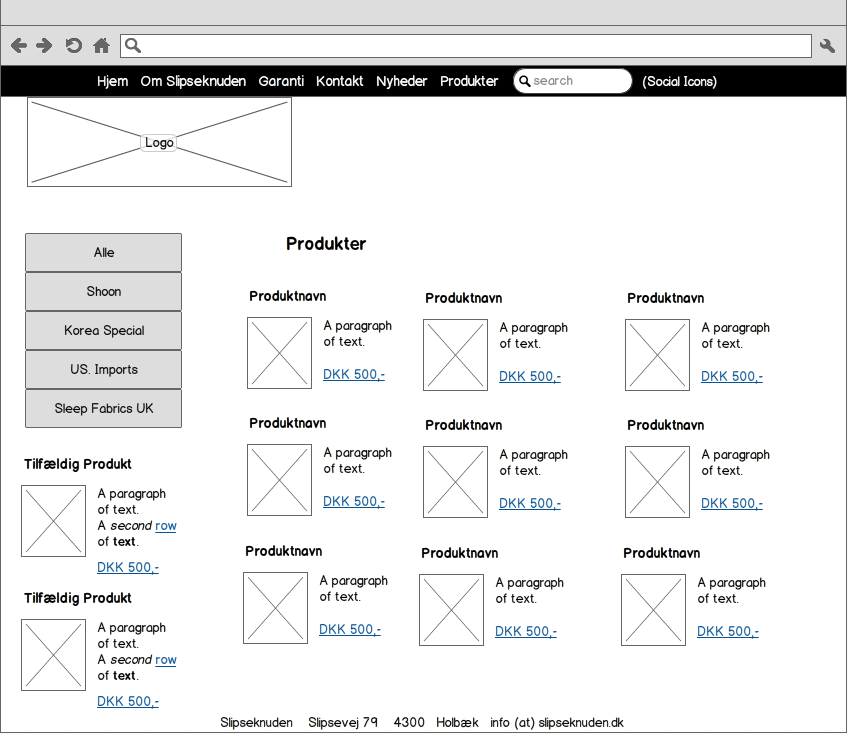 Hjem Om Slipseknuden Garanti Kontakt Nyheder Produkter search (Social Icons)
Logo
Alle
Shoon
Korea Special
US. Imports
Sleep Fabrics UK
Tilfældig Produkt
A paragraph
of text.
A second row
of text.
DKK 500,-
Tilfældig Produkt
A paragraph
of text.
A second row
of text.
DKK 500,-
Produkter
Produktnavn
A paragraph
of text.
DKK 500,-
Produktnavn
A paragraph
of text.
DKK 500,-
Produktnavn
A paragraph
of text.
DKK 500,-
Produktnavn
A paragraph
of text.
DKK 500,-
Produktnavn
A paragraph
of text.
DKK 500,-
Produktnavn
A paragraph
of text.
DKK 500,-
Produktnavn
A paragraph
of text.
DKK 500,-
Produktnavn
A paragraph
of text.
DKK 500,-
Produktnavn
A paragraph
of text.
DKK 500,-
Slipseknuden Slipsevej 79 4300 Holbæk info (at) slipseknuden.dk